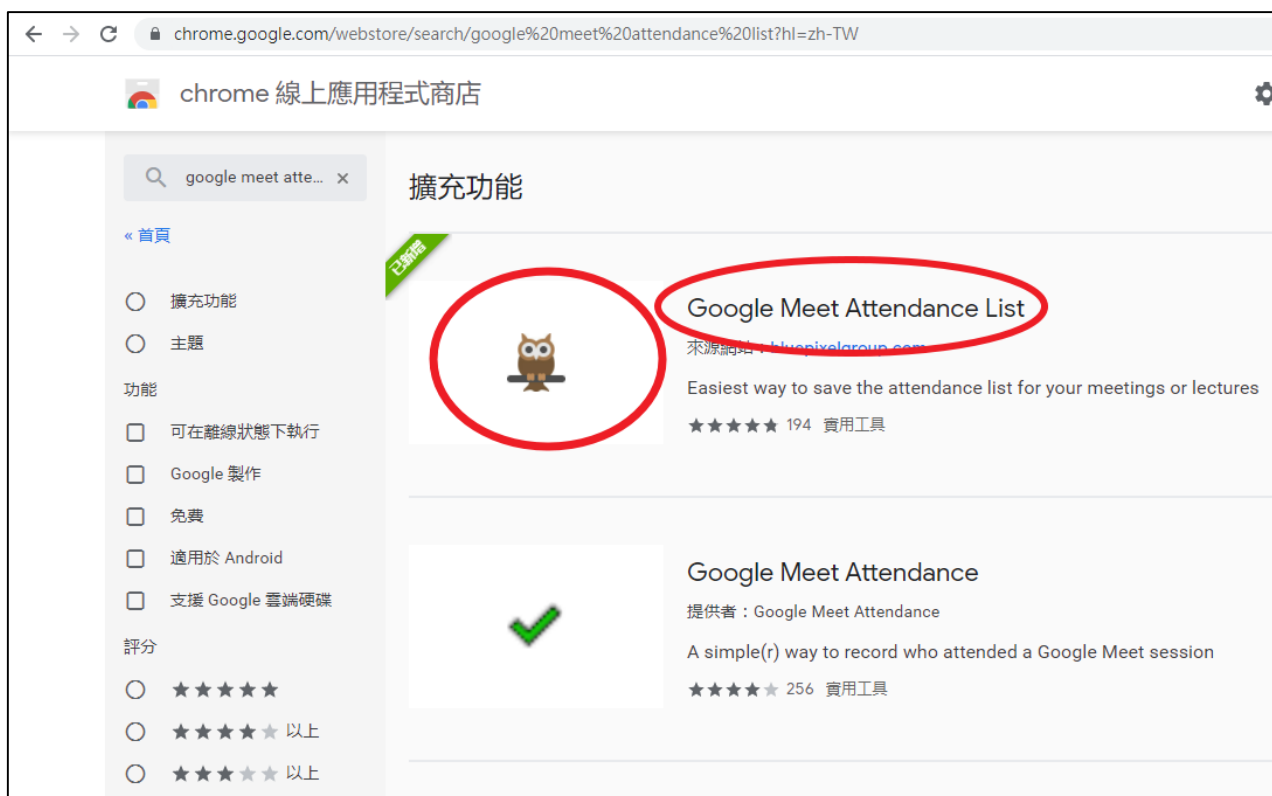 chrome.google.com/webstore/search/google%20meet%20attendance%20list?hl=zh-TW
chrome 線上應用程式商店
google meet atte...
« 首頁
擴充功能
主題
功能
可在離線狀態下執行
Google 製作
免費
適用於 Android
支援 Google 雲端硬碟
評分
以上
以上
擴充功能
已新增
Google Meet Attendance List
來源網站：bluepixelgroup.com
Easiest way to save the attendance list for your meetings or lectures
194 實用工具
Google Meet Attendance
提供者：Google Meet Attendance
A simple(r) way to record who attended a Google Meet session
256 實用工具